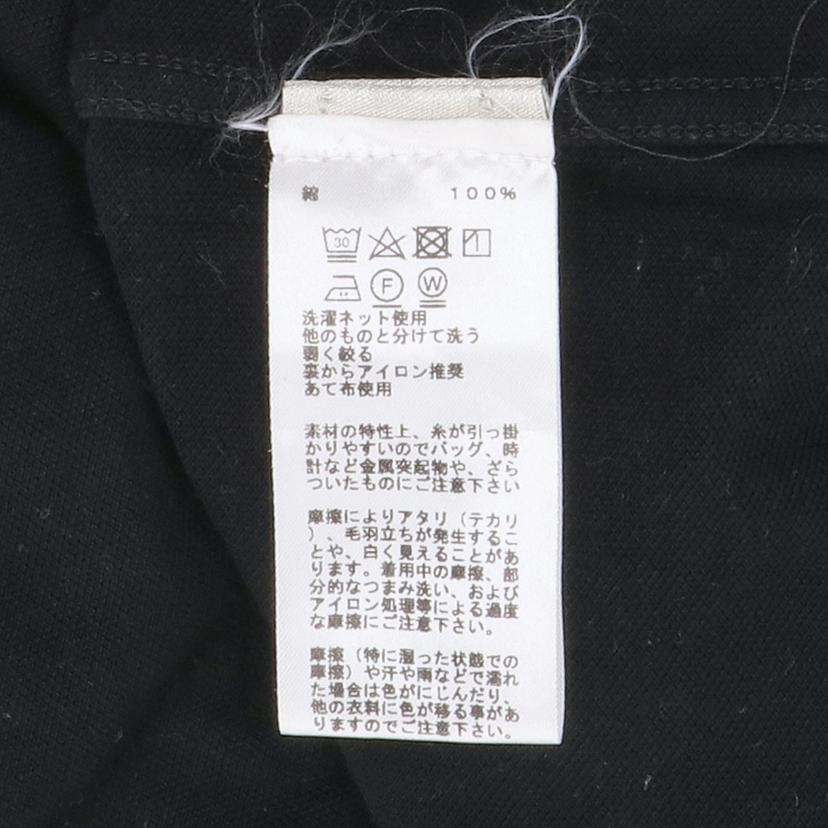 綿 100%
30
F W
洗濯ネット使用
他のものと分けて洗う
弱く絞る
裏からアイロン推奨
あて布使用
素材の特性上、糸が引っ掛
かりやすいのでバッグ、時
計など金属突起物や、ざら
ついたものにご注意下さい
摩擦によりアタリ（テカリ
）、毛羽立ちが発生するこ
とや、白く見えることがあ
ります。着用中の摩擦、部
分的なつまみ洗い、および
アイロン処理等による過度
な摩擦にご注意下さい。
摩擦（特に湿った状態での
摩擦）や汗や雨などで濡れ
た場合は色がにじんだり、
他の衣料に色が移る事があ
りますのでご注意下さい。